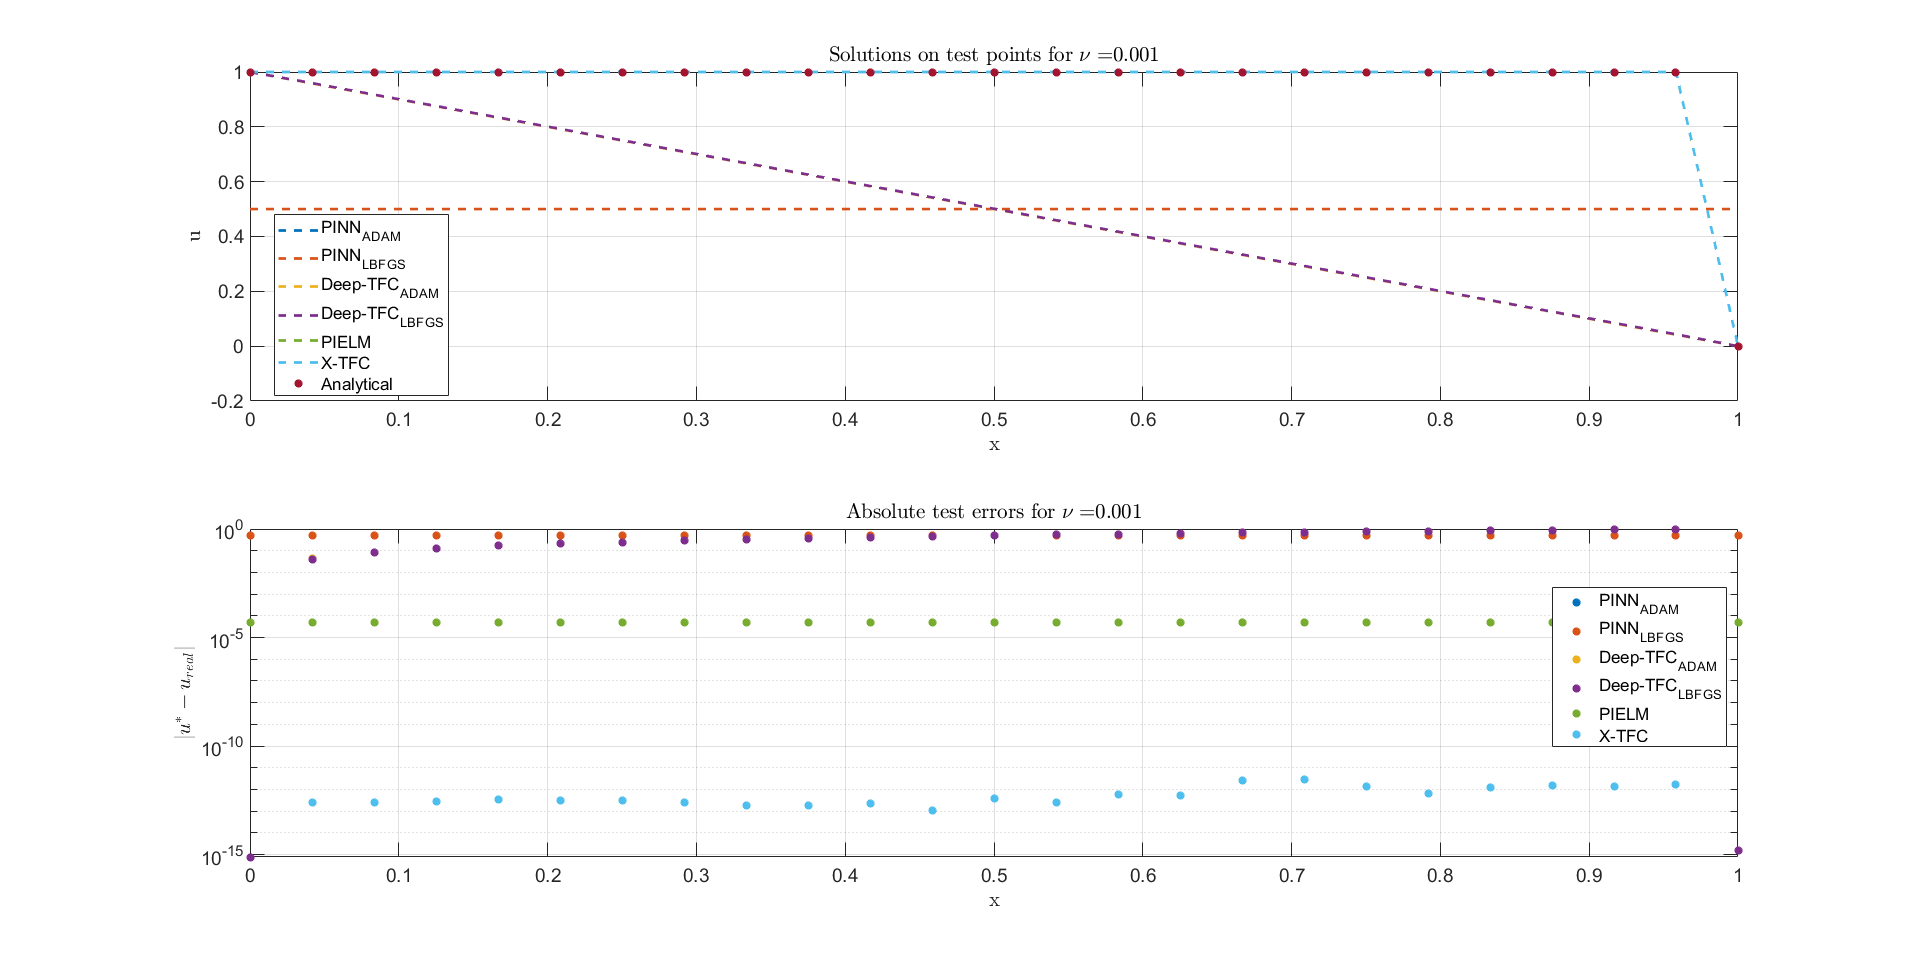 Solutions on test points for ν =0.001
1
0.8
0.6
0.4
0.2
0
-0.2
u
PINN_ADAM
PINN_LBFGS
Deep-TFC_ADAM
Deep-TFC_LBFGS
PIELM
X-TFC
Analytical
0 0.1 0.2 0.3 0.4 0.5 0.6 0.7 0.8 0.9 1
x
Absolute test errors for ν =0.001
10^0
10^-5
10^-10
10^-15
|u* − u_real|
PINN_ADAM
PINN_LBFGS
Deep-TFC_ADAM
Deep-TFC_LBFGS
PIELM
X-TFC
0 0.1 0.2 0.3 0.4 0.5 0.6 0.7 0.8 0.9 1
x